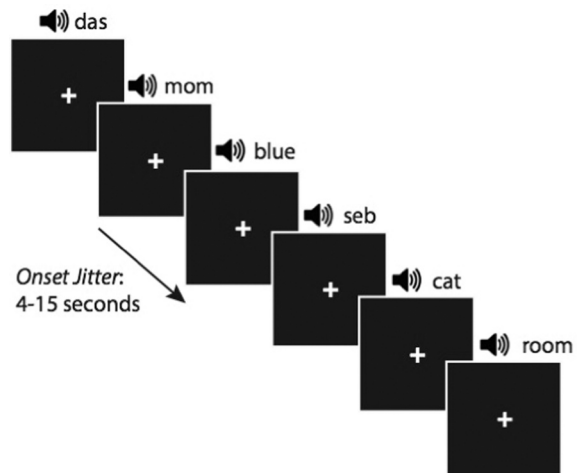 das
mom
blue
seb
cat
room
Onset Jitter:
4-15 seconds